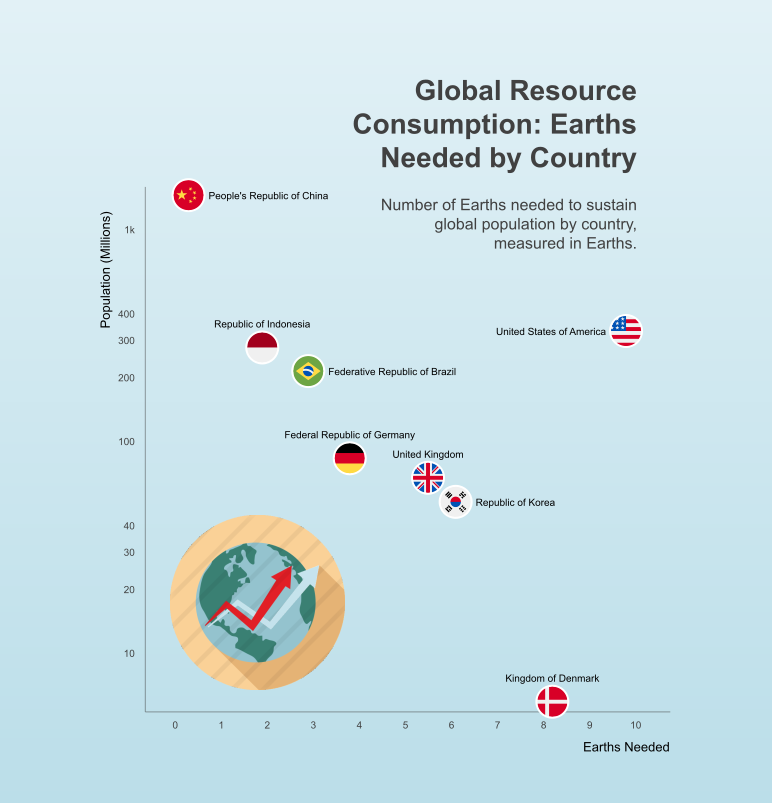 Global Resource
Consumption: Earths
Needed by Country
Number of Earths needed to sustain
global population by country,
measured in Earths.
Population (Millions)
People's Republic of China
1k
400
Republic of Indonesia
United States of America
300
Federative Republic of Brazil
200
Federal Republic of Germany
100
United Kingdom
Republic of Korea
40
30
20
10
Kingdom of Denmark
0 1 2 3 4 5 6 7 8 9 10
Earths Needed